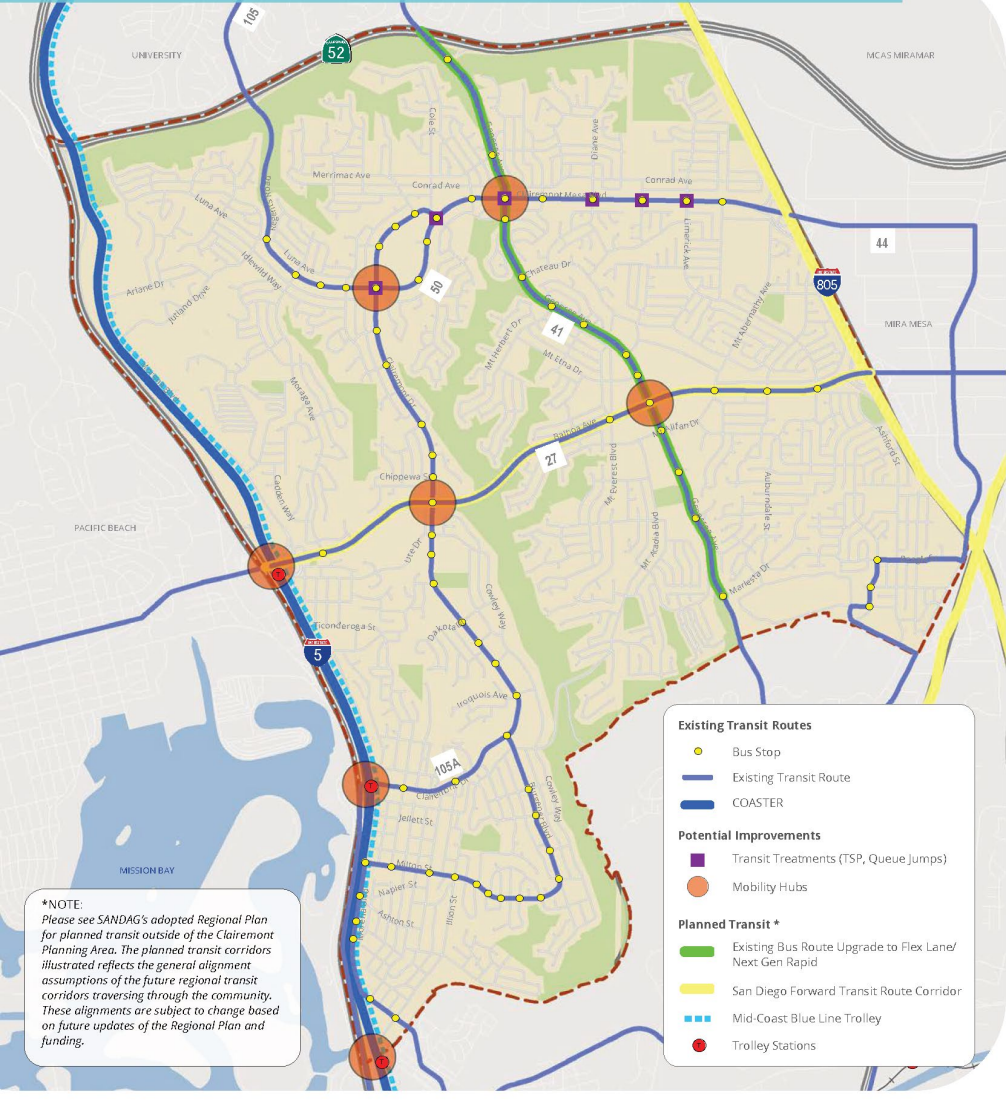 105
UNIVERSITY
52
MCAS MIRAMAR
Cole St
Diane Ave
Merrimac Ave
Conrad Ave
Conrad Ave
Clairemont Mesa Blvd
Luna Ave
Limerick Ave
44
Luna Ave
Idlewild Way
Chateau Dr
50
805
Ariane Dr
Jutland Drive
Mt Abernathy Ave
41
MIRA MESA
Mt Herbert Dr
Mt Etna Dr
Clairemont Dr
Moraga Ave
Balboa Ave
Ashford St
27
Mt Everest Blvd
Chippewa
Cadden Way
Auburndale St
PACIFIC BEACH
Mt Acadia Blvd
Ute Dr
Marlesta Dr
Cowley Way
Ticonderoga St
Dakota
5
Iroquois Ave
105A
Clairemont Dr
Cowley Way
Jellett St
MISSION BAY
Milton St
Napier St
Illion St
Ashton St
*NOTE:
Please see SANDAG's adopted Regional Plan
for planned transit outside of the Clairemont
Planning Area. The planned transit corridors
illustrated reflects the general alignment
assumptions of the future regional transit
corridors traversing through the community.
These alignments are subject to change based
on future updates of the Regional Plan and
funding.
Existing Transit Routes
Bus Stop
Existing Transit Route
COASTER
Potential Improvements
Transit Treatments (TSP, Queue Jumps)
Mobility Hubs
Planned Transit *
Existing Bus Route Upgrade to Flex Lane/
Next Gen Rapid
San Diego Forward Transit Route Corridor
Mid-Coast Blue Line Trolley
T
Trolley Stations